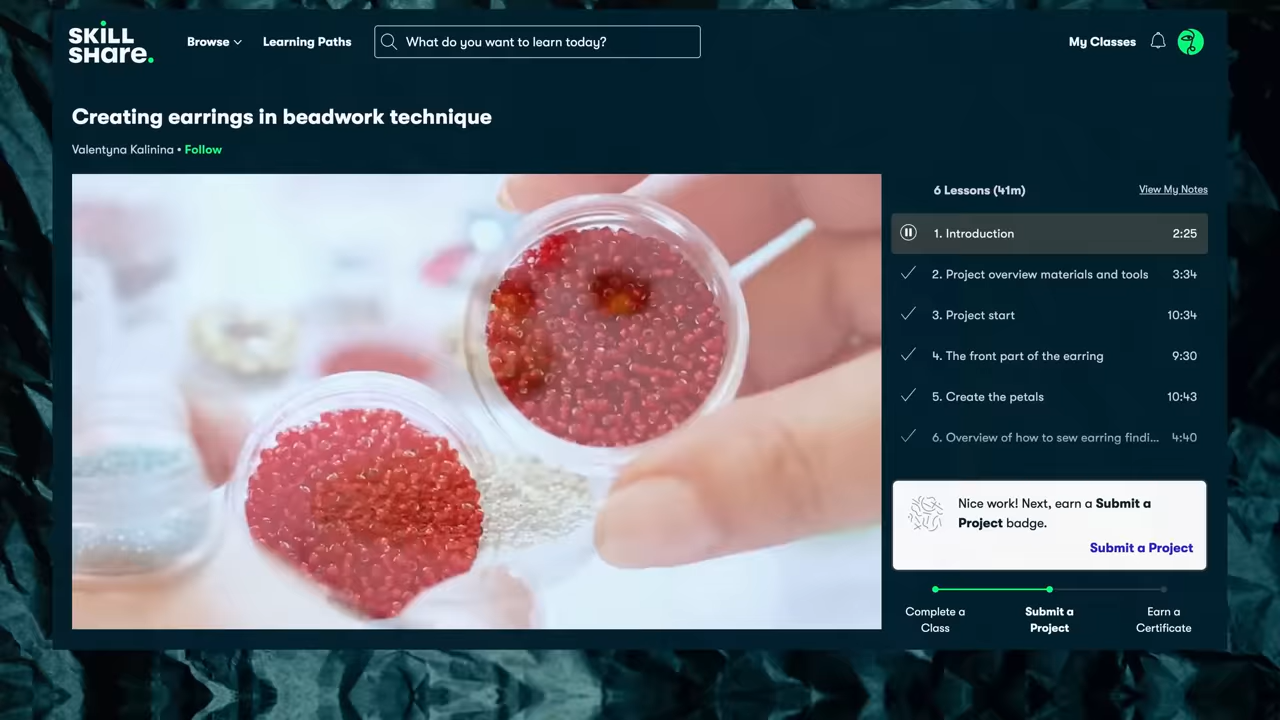 SKILL
SHare.
Browse
Learning Paths
What do you want to learn today?
My Classes
Creating earrings in beadwork technique
Valentyna Kalinina • Follow
6 Lessons (41m)
View My Notes
1. Introduction 2:25
2. Project overview materials and tools 3:34
3. Project start 10:34
4. The front part of the earring 9:30
5. Create the petals 10:43
6. Overview of how to sew earring findi... 4:40
Nice work! Next, earn a Submit a
Project badge.
Submit a Project
Complete a
Class
Submit a
Project
Earn a
Certificate